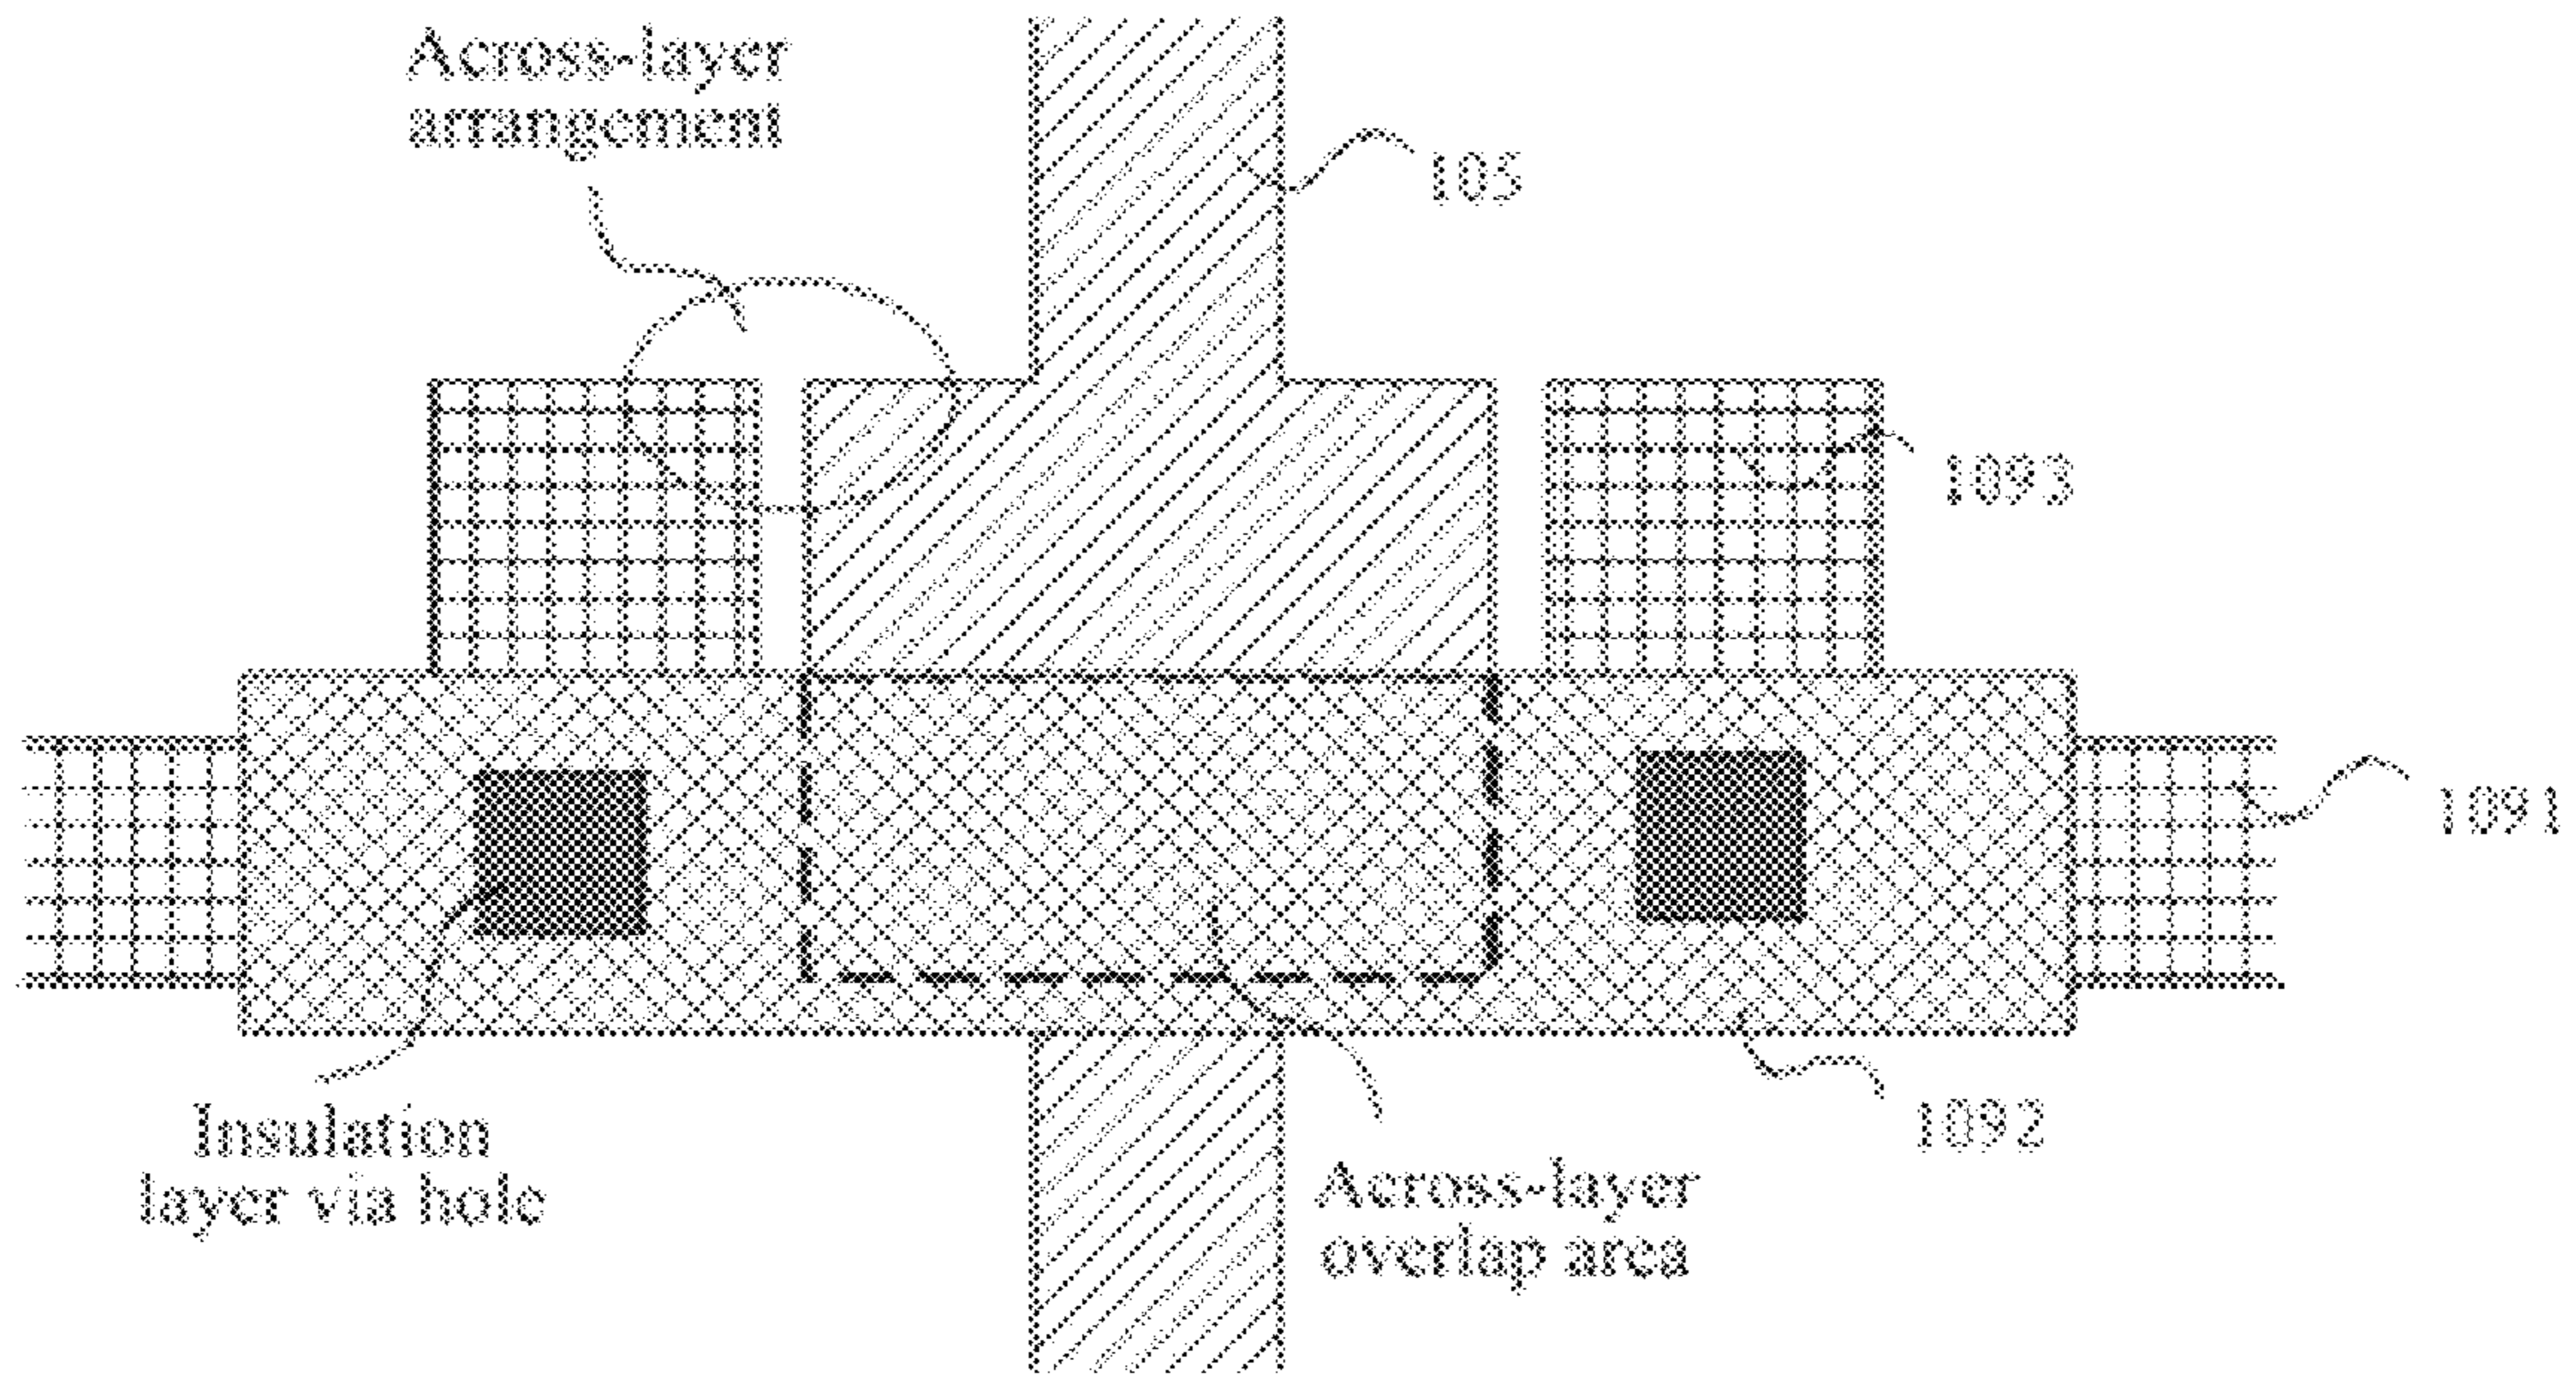 Across-layer
arrangement
105
1093
1091
1092
Insulation
layer via hole
Across-layer
overlap area